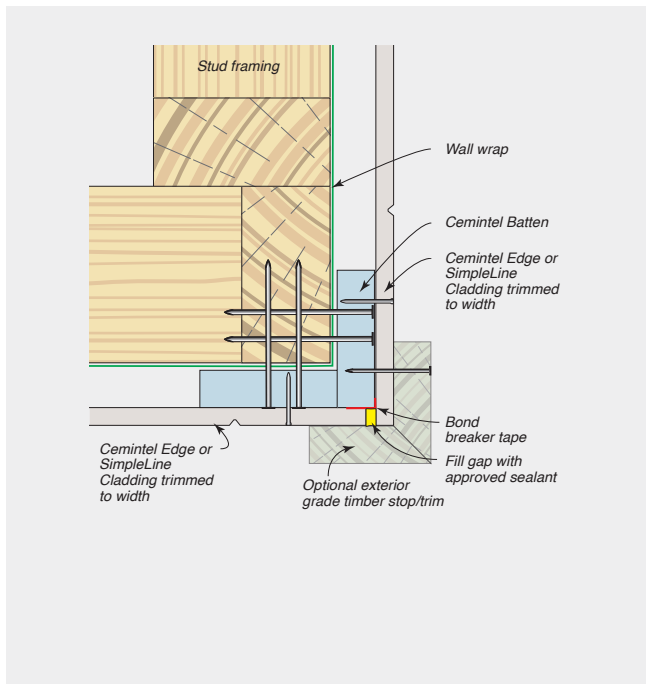 Stud framing
Wall wrap
Cemintel Batten
Cemintel Edge or
SimpleLine
Cladding trimmed
to width
Bond
breaker tape
Fill gap with
approved sealant
Cemintel Edge or
SimpleLine
Cladding trimmed
to width
Optional exterior
grade timber stop/trim